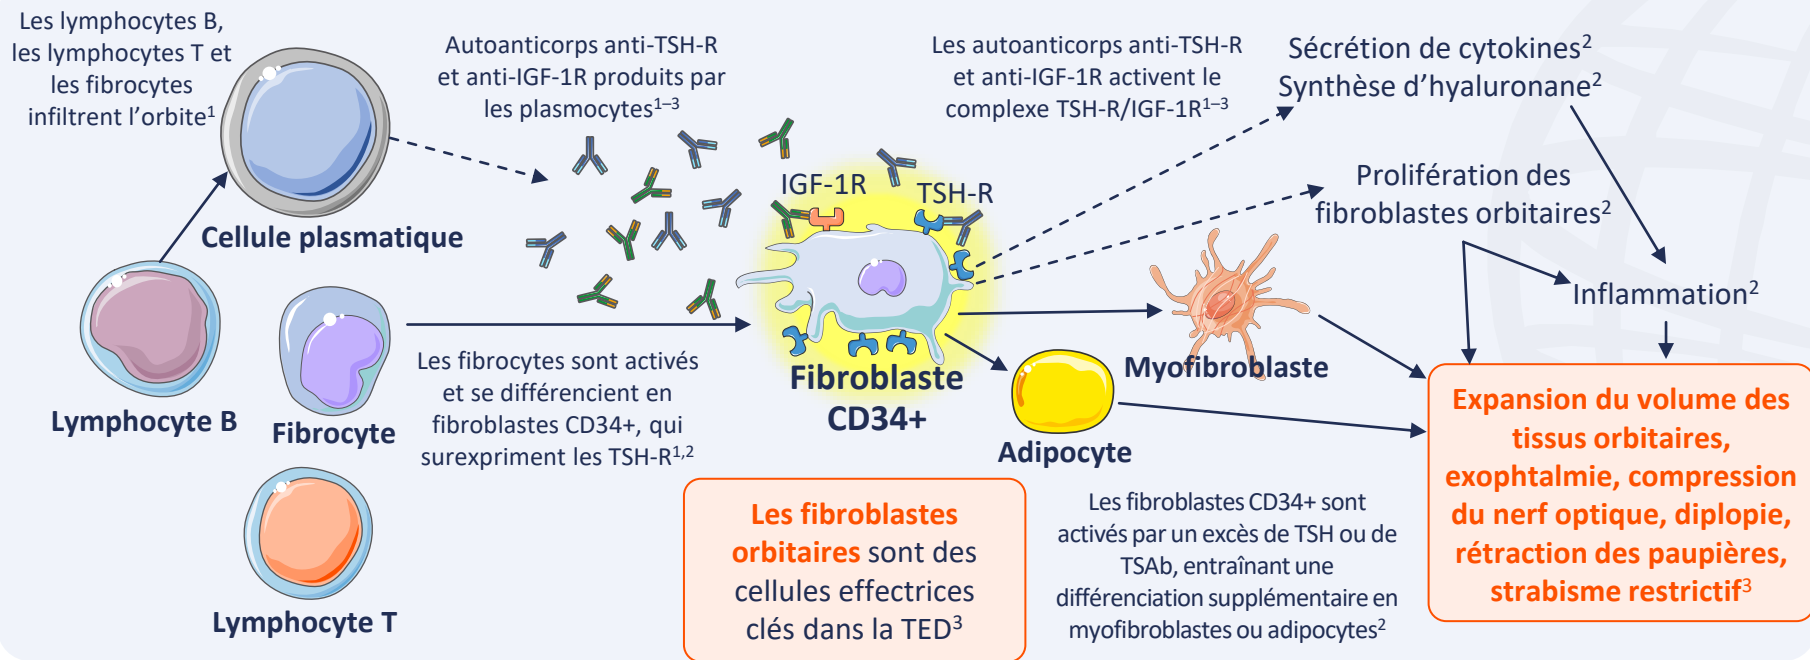 Les lymphocytes B,
les lymphocytes T et
les fibrocytes
infiltrent l’orbite¹
Autoanticorps anti-TSH-R
et anti-IGF-1R produits par
les plasmocytes¹⁻³
Les autoanticorps anti-TSH-R
et anti-IGF-1R activent le
complexe TSH-R/IGF-1R¹⁻³
Sécrétion de cytokines²
Synthèse d’hyaluronane²
IGF-1R
TSH-R
Prolifération des
fibroblastes orbitaires²
Cellule plasmatique
Inflammation²
Lymphocyte B
Fibrocyte
Les fibrocytes sont activés
et se différencient en
fibroblastes CD34+, qui
surexpriment les TSH-R¹,²
Fibroblaste
CD34+
Myofibroblaste
Adipocyte
Expansion du volume des
tissus orbitaires,
exophtalmie, compression
du nerf optique, diplopie,
rétraction des paupières,
strabisme restrictif³
Lymphocyte T
Les fibroblastes
orbitaires sont des
cellules effectrices
clés dans la TED³
Les fibroblastes CD34+ sont
activés par un excès de TSH ou de
TSAb, entraînant une
différenciation supplémentaire en
myofibroblastes ou adipocytes²